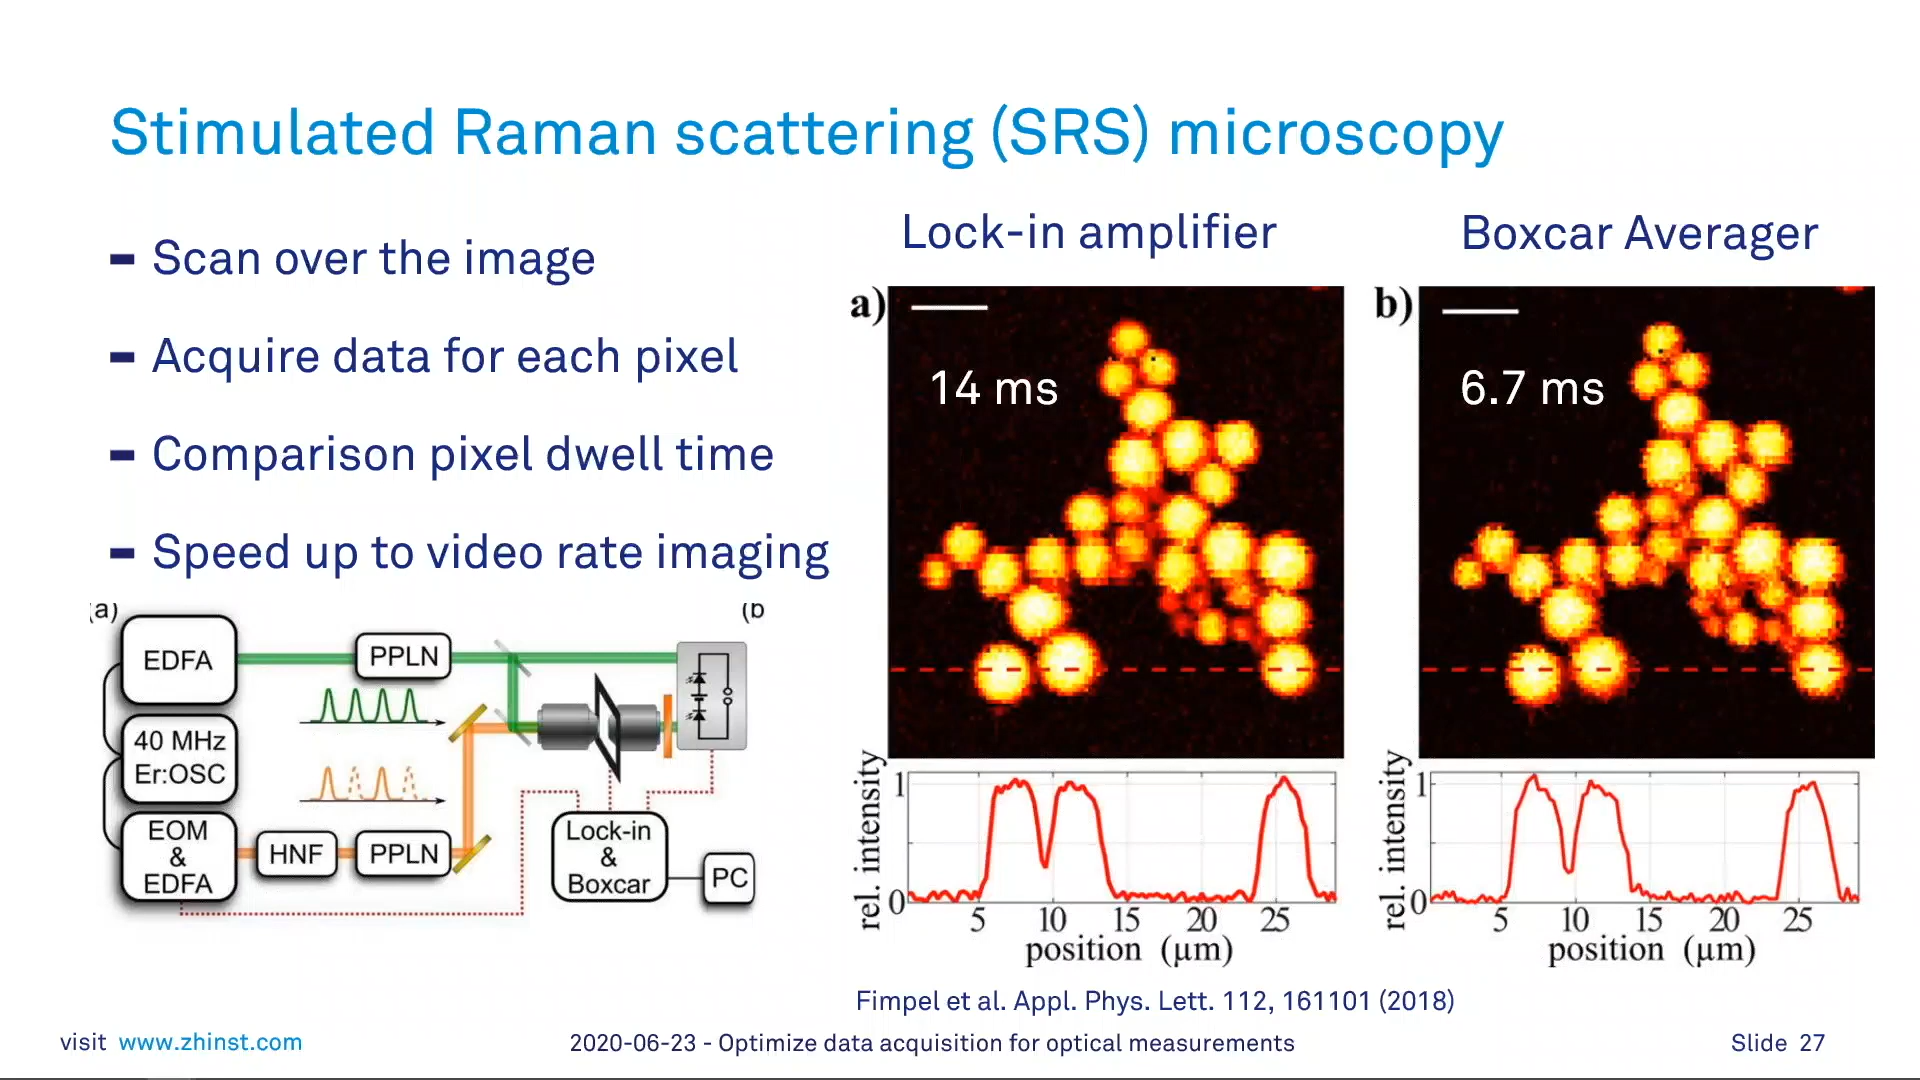 Stimulated Raman scattering (SRS) microscopy
Scan over the image
Acquire data for each pixel
Comparison pixel dwell time
Speed up to video rate imaging
(a)
(b
EDFA
PPLN
40 MHz
Er:OSC
EOM
&
EDFA
HNF
PPLN
Lock-in
&
Boxcar
PC
Lock-in amplifier
a)
14 ms
rel. intensity
1
0
5 10 15 20 25
position (µm)
Boxcar Averager
b)
6.7 ms
rel. intensity
1
0
5 10 15 20 25
position (µm)
Fimpel et al. Appl. Phys. Lett. 112, 161101 (2018)
visit www.zhinst.com
2020-06-23 - Optimize data acquisition for optical measurements
Slide 27